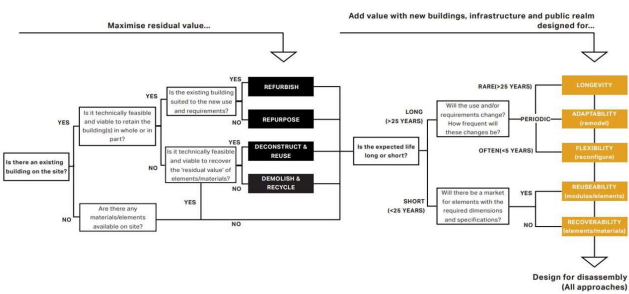 Maximise residual value...
Add value with new buildings, infrastructure and public realm
designed for...
Is there an existing
building on the site?
YES
NO
Is it technically feasible
and viable to retain the
building(s) in whole or in
part?
Are there any
materials/elements
available on site?
YES
NO
YES
NO
Is the existing building
suited to the new use
and requirements?
Is it technically feasible
and viable to recover
the 'residual value' of
elements/materials?
YES
NO
YES
NO
REFURBISH
REPURPOSE
DECONSTRUCT &
REUSE
DEMOLISH &
RECYCLE
Is the expected life
long or short?
LONG
(>25 YEARS)
SHORT
(<25 YEARS)
Will the use and/or
requirements change?
How frequent will
these changes be?
Will there be a market
for elements with the
required dimensions
and specifications?
RARE(>25 YEARS)
PERIODIC
OFTEN(<5 YEARS)
YES
NO
LONGEVITY
ADAPTABILITY
(remodel)
FLEXIBILITY
(reconfigure)
REUSEABILITY
(modules/elements)
RECOVERABILITY
(elements/materials)
Design for disassembly
(All approaches)